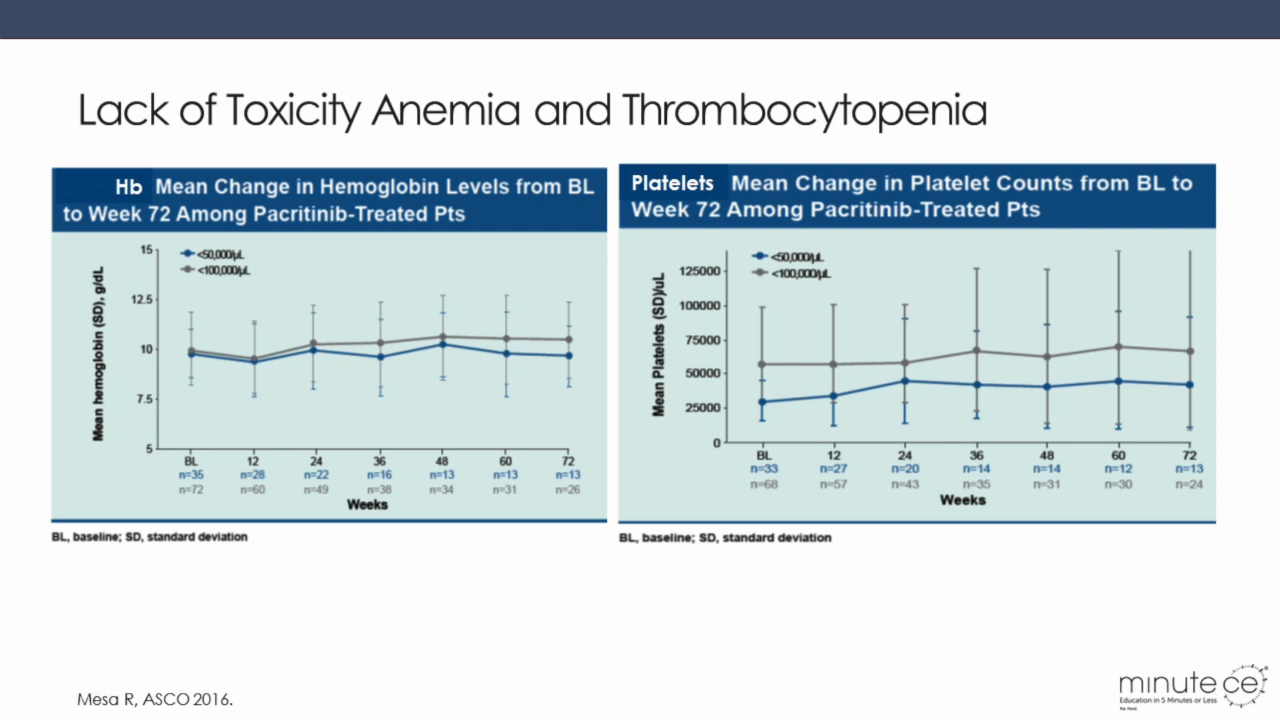 Lack of Toxicity Anemia and Thrombocytopenia
Hb Mean Change in Hemoglobin Levels from BL
to Week 72 Among Pacritinib-Treated Pts
15
12.5
10
7.5
5
Mean hemoglobin (SD), g/dL
<50,000/µL
<100,000/µL
BL 12 24 36 48 60 72
n=35 n=28 n=22 n=16 n=13 n=13 n=13
n=72 n=60 n=49 n=38 n=34 n=31 n=26
Weeks
BL, baseline; SD, standard deviation
Platelets Mean Change in Platelet Counts from BL to
Week 72 Among Pacritinib-Treated Pts
125000
100000
75000
50000
25000
0
Mean Platelets (SD)/uL
<50,000/µL
<100,000/µL
BL 12 24 36 48 60 72
n=33 n=27 n=20 n=14 n=14 n=12 n=13
n=68 n=57 n=43 n=35 n=31 n=30 n=24
Weeks
BL, baseline; SD, standard deviation
Mesa R, ASCO 2016.
minute ce
Education in 5 Minutes or Less